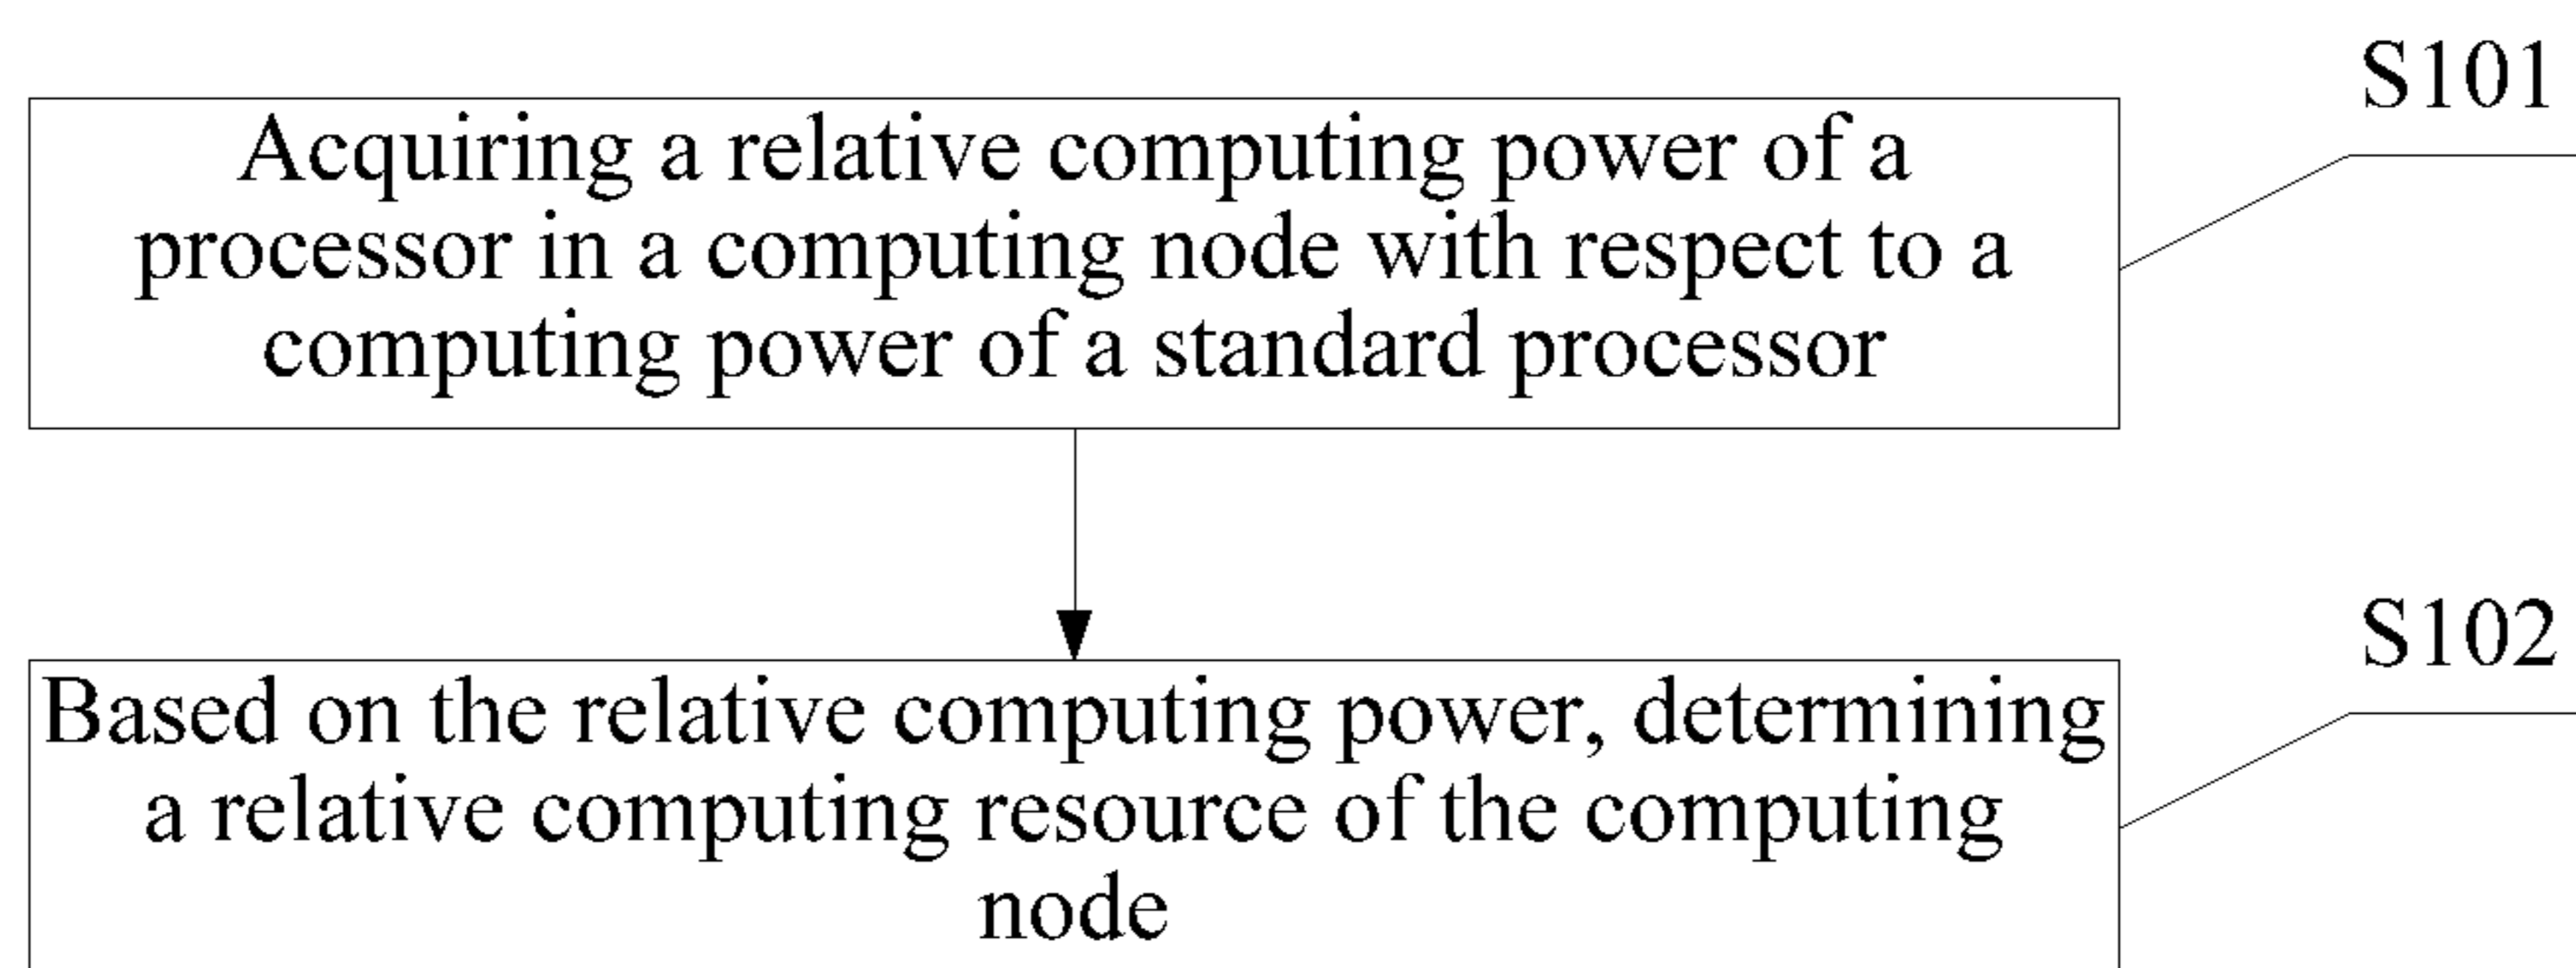 S101
Acquiring a relative computing power of a
processor in a computing node with respect to a
computing power of a standard processor
S102
Based on the relative computing power, determining
a relative computing resource of the computing
node